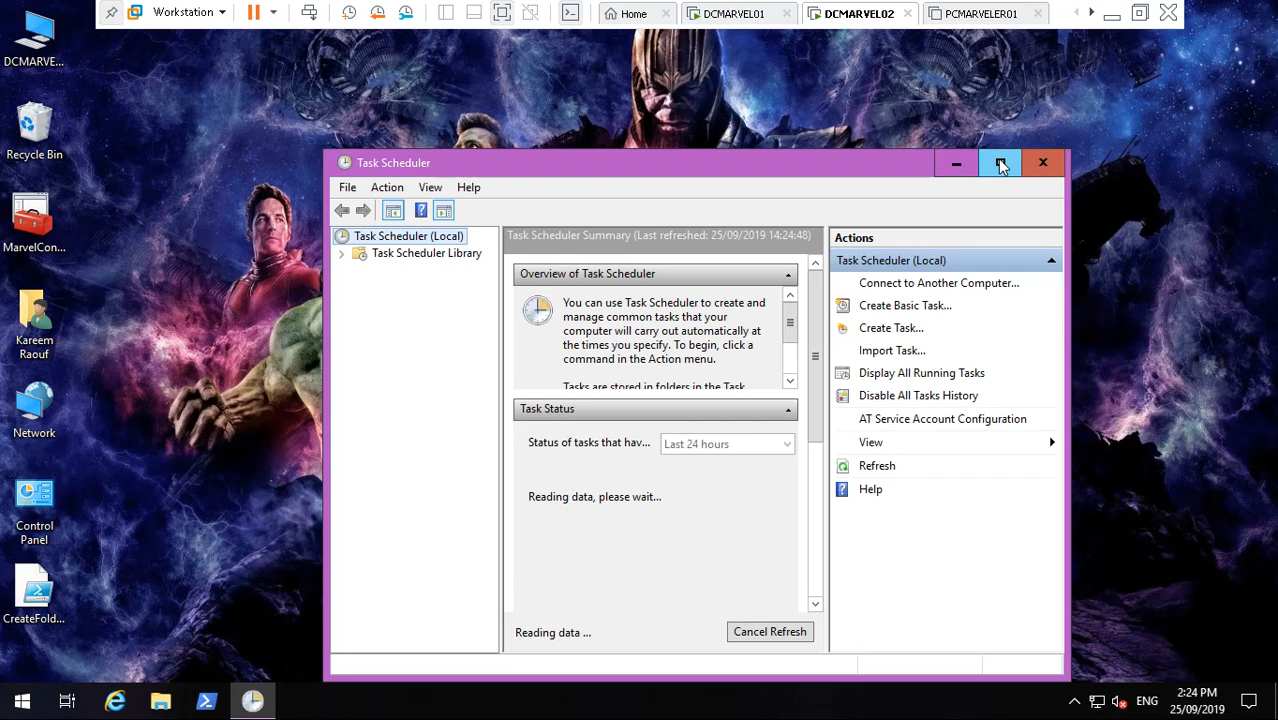 Workstation
Home
DCMARVEL01
DCMARVEL02
PCMARVELER01
DCMARVE...
Recycle Bin
MarvelCon...
Kareem
Raouf
Network
Control
Panel
CreateFold...
Task Scheduler
File Action View Help
Task Scheduler (Local)
Task Scheduler Library
Task Scheduler Summary (Last refreshed: 25/09/2019 14:24:48)
Overview of Task Scheduler
You can use Task Scheduler to create and
manage common tasks that your
computer will carry out automatically at
the times you specify. To begin, click a
command in the Action menu.
Tasks are stored in folders in the Task
Task Status
Status of tasks that hav...
Last 24 hours
Reading data, please wait...
Reading data ...
Cancel Refresh
Actions
Task Scheduler (Local)
Connect to Another Computer...
Create Basic Task...
Create Task...
Import Task...
Display All Running Tasks
Disable All Tasks History
AT Service Account Configuration
View
Refresh
Help
ENG
2:24 PM
25/09/2019